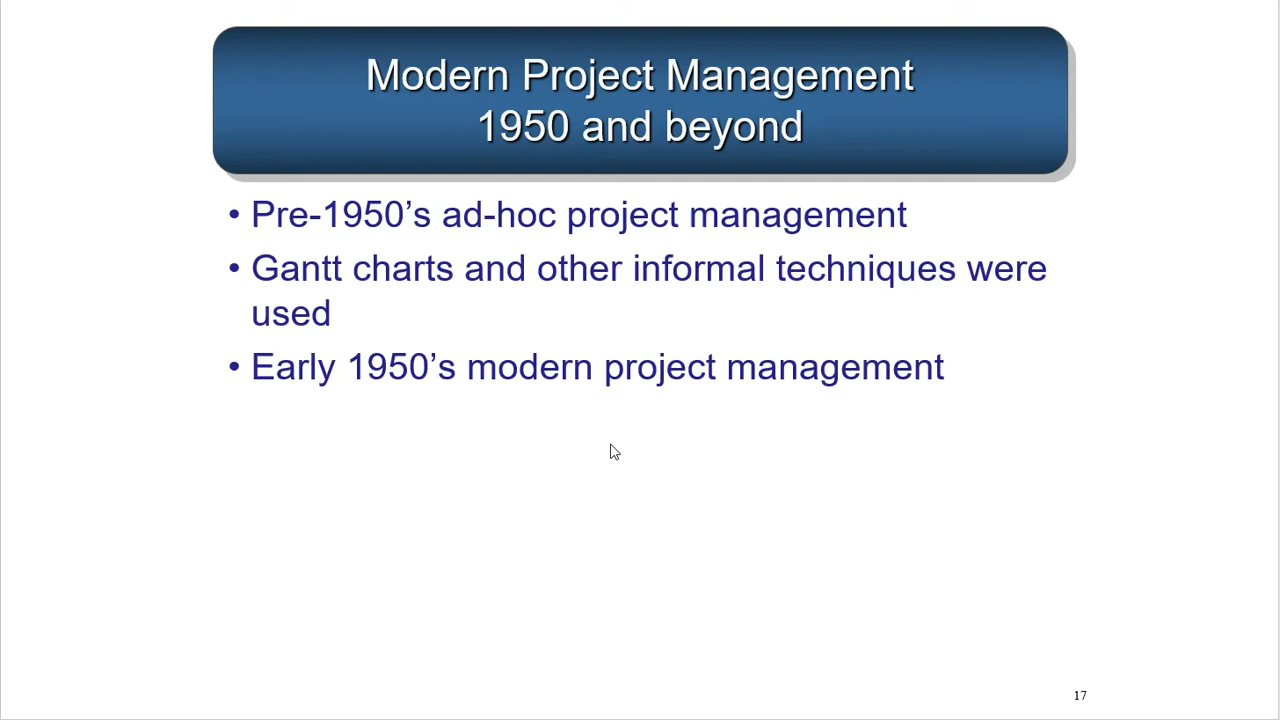 Modern Project Management
1950 and beyond
• Pre-1950’s ad-hoc project management
• Gantt charts and other informal techniques were
used
• Early 1950’s modern project management
17